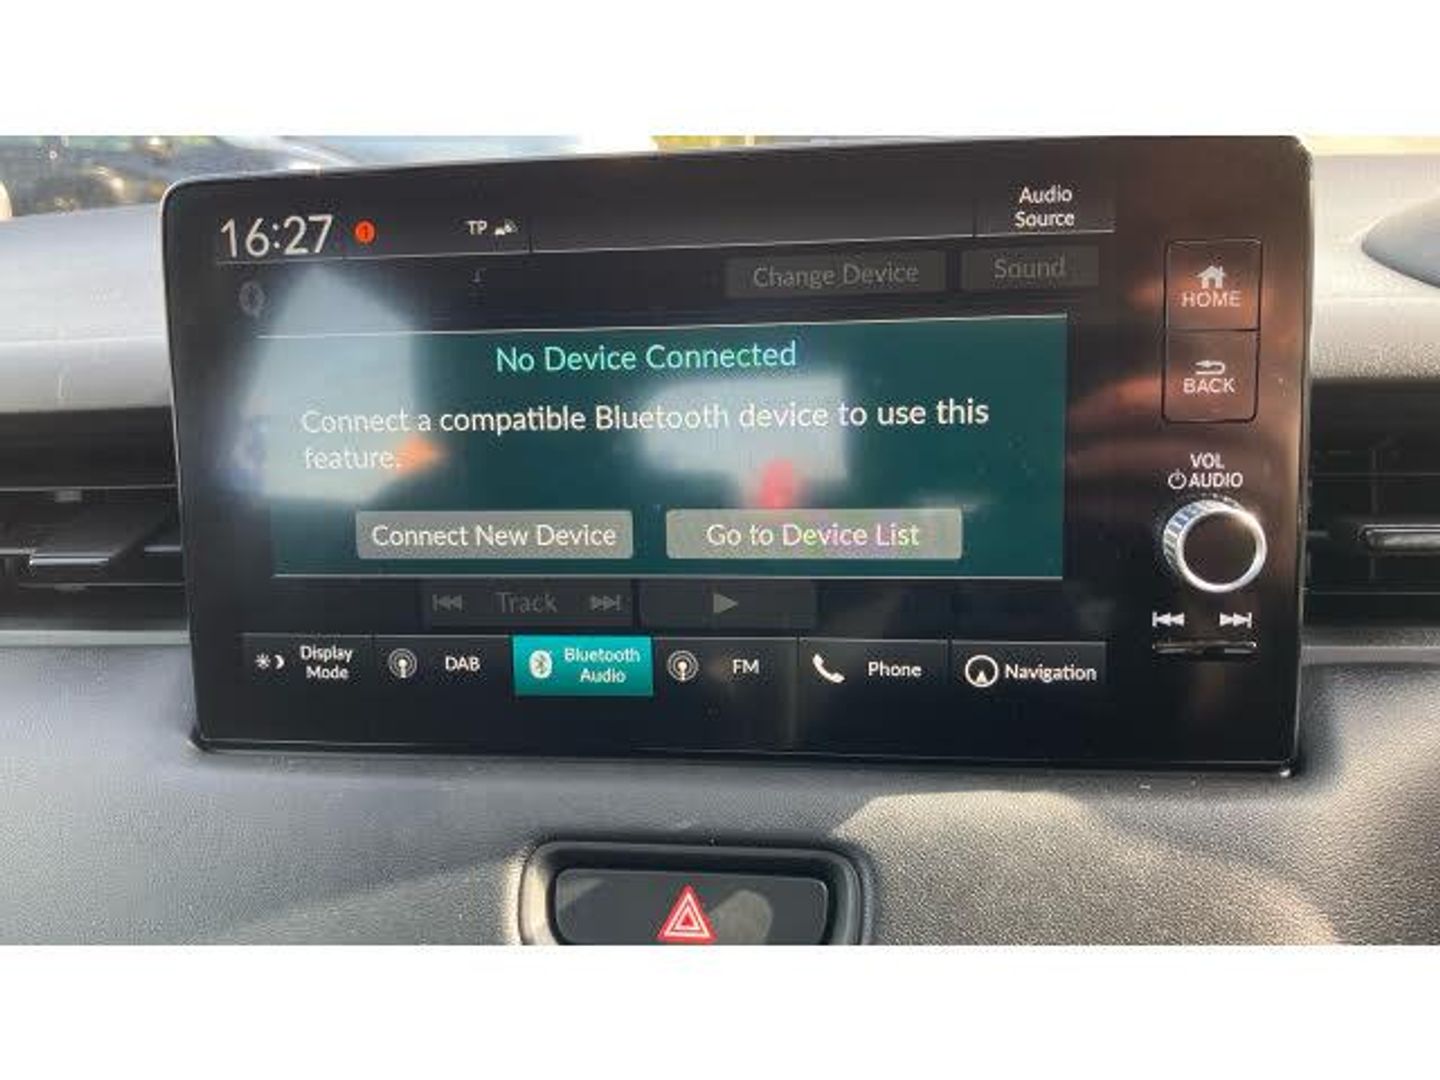 16:27
1
TP
Audio
Source
Change Device
Sound
HOME
BACK
No Device Connected
Connect a compatible Bluetooth device to use this
feature.
Connect New Device
Go to Device List
VOL
AUDIO
Track
Display
Mode
DAB
Bluetooth
Audio
FM
Phone
Navigation